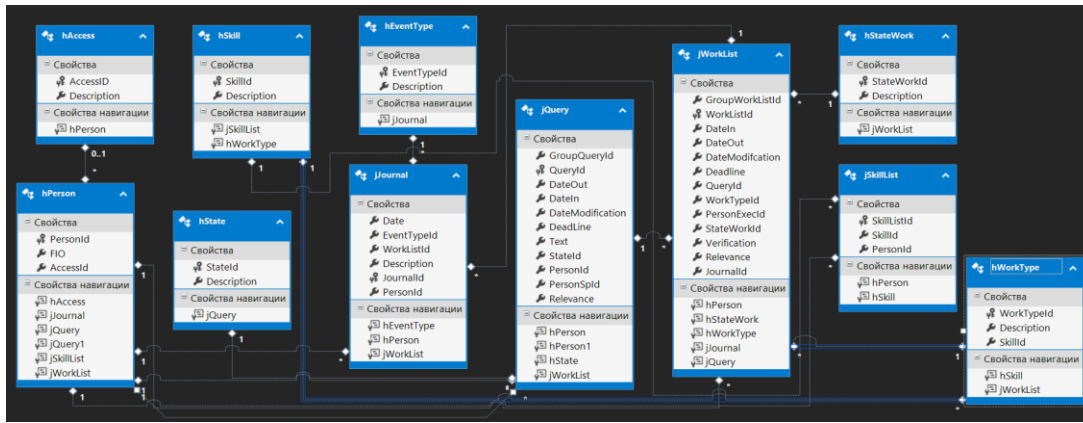 hAccess
Свойства
AccessID
Description
Свойства навигации
hPerson
0..1
*
hPerson
Свойства
PersonId
FIO
AccessId
Свойства навигации
hAccess
jJournal
jQuery
jQuery1
jSkillList
jWorkList
1
1
1
1
hSkill
Свойства
SkillId
Description
Свойства навигации
jSkillList
hWorkType
1
1
hState
Свойства
StateId
Description
Свойства навигации
jQuery
1
hEventType
Свойства
EventTypeId
Description
Свойства навигации
jJournal
1
*
jJournal
Свойства
Date
EventTypeId
WorkListId
Description
JournalId
PersonId
Свойства навигации
hEventType
hPerson
jWorkList
*
*
jQuery
Свойства
GroupQueryId
QueryId
DateOut
DateIn
DateModification
DeadLine
Text
StateId
PersonId
PersonSpId
Relevance
Свойства навигации
hPerson
hPerson1
hState
jWorkList
*
1
*
1
jWorkList
Свойства
GroupWorkListId
WorkListId
DateIn
DateOut
DateModifcation
Deadline
QueryId
WorkTypeId
PersonExecId
StateWorkId
Verification
Relevance
JournalId
Свойства навигации
hPerson
hStateWork
hWorkType
jJournal
jQuery
*
1
*
*
hStateWork
Свойства
StateWorkId
Description
Свойства навигации
jWorkList
jSkillList
Свойства
SkillListId
SkillId
PersonId
Свойства навигации
hPerson
hSkill
*
*
hWorkType
Свойства
WorkTypeId
Description
SkillId
Свойства навигации
hSkill
jWorkList
1
*